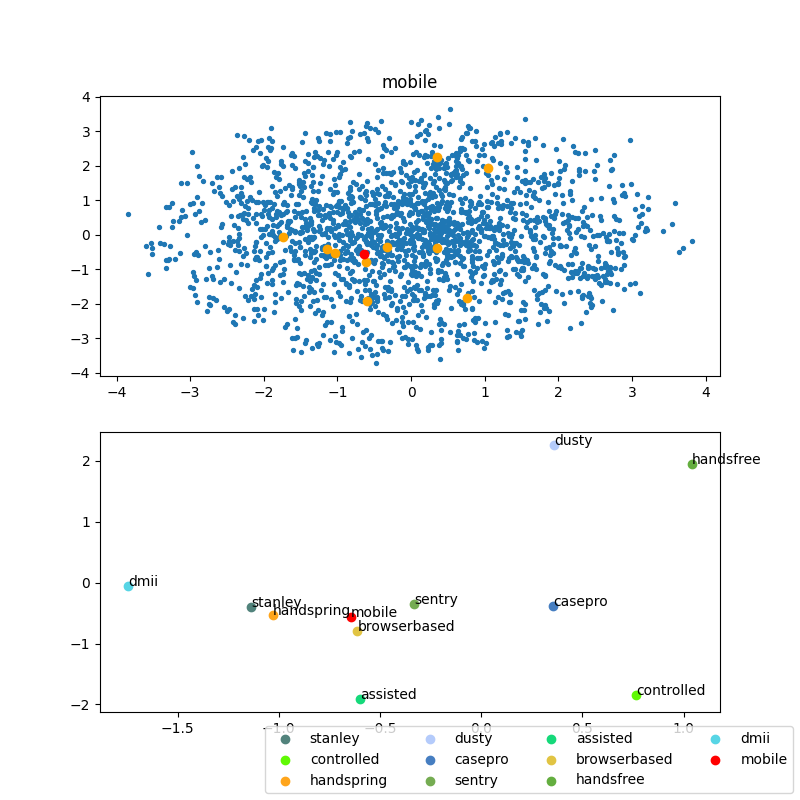 mobile
4
3
2
1
0
−1
−2
−3
−4
−4 −3 −2 −1 0 1 2 3 4
dusty
2
handsfree
1
0
dmii
stanley
sentry
casepro
handspring
mobile
browserbased
−1
assisted
controlled
−2
−1.5 −1.0 −0.5 0.0 0.5 1.0
stanley dusty assisted dmii
controlled casepro browserbased mobile
handspring sentry handsfree